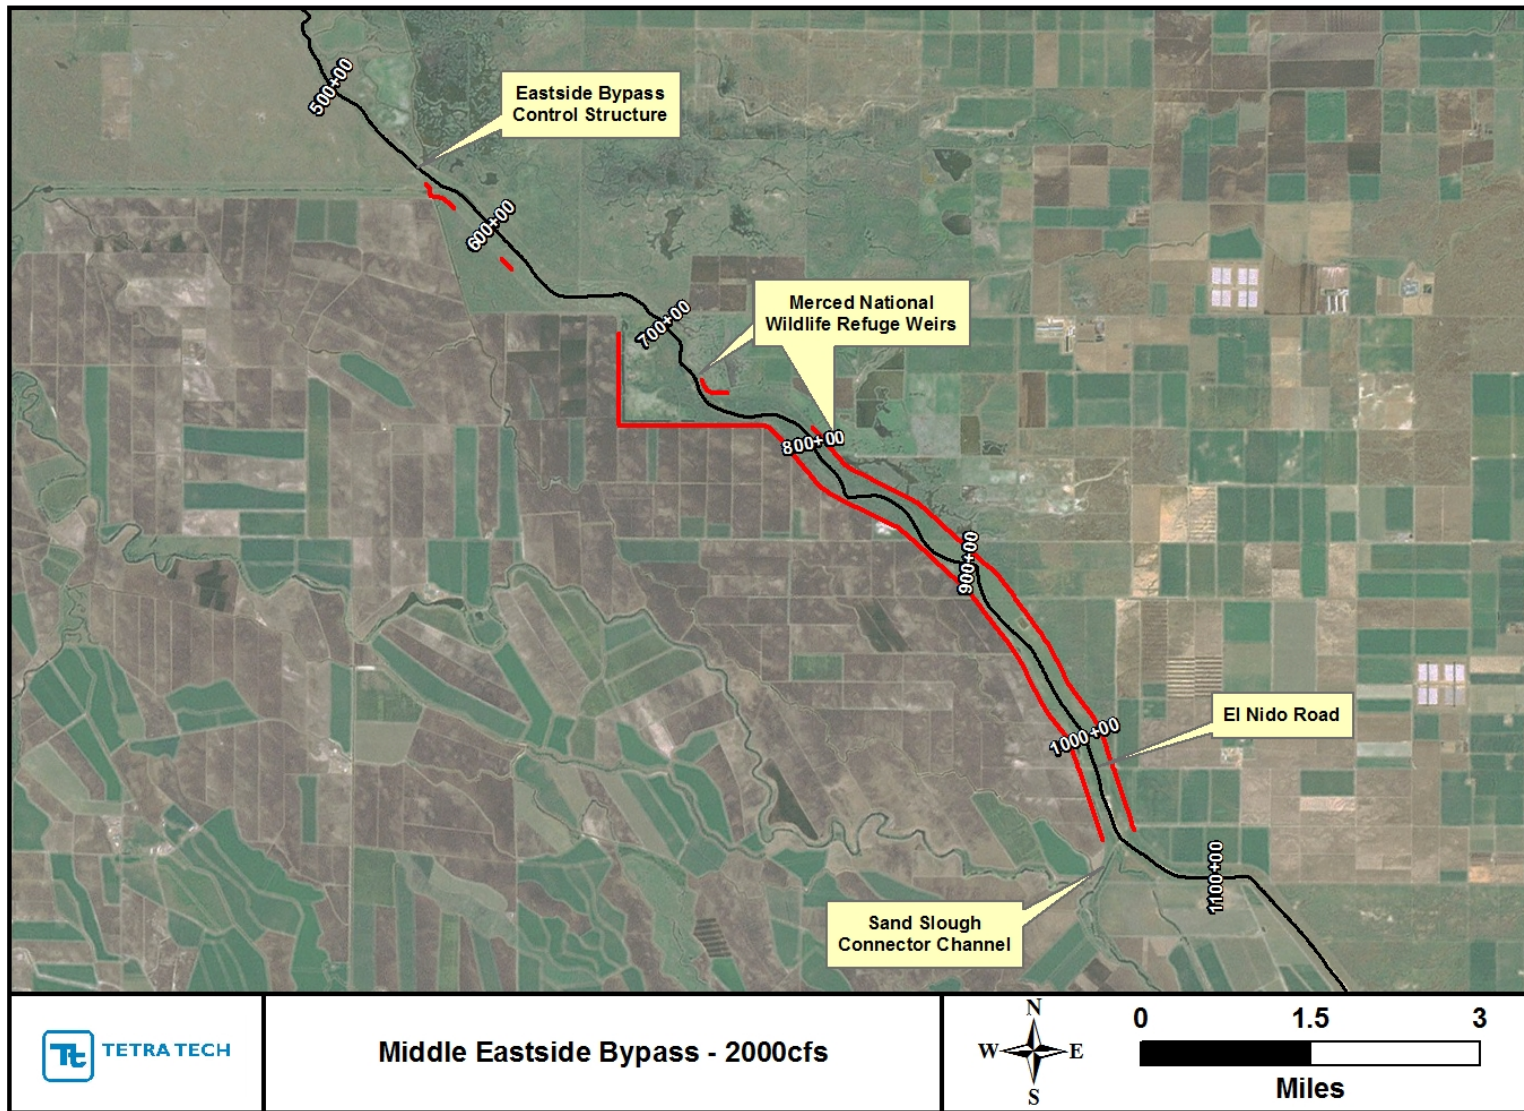 500+00
Eastside Bypass
Control Structure
600+00
Merced National
Wildlife Refuge Weirs
700+00
800+00
900+00
El Nido Road
1000+00
1100+00
Sand Slough
Connector Channel
Tt TETRA TECH
Middle Eastside Bypass - 2000cfs
N
W E
S
0 1.5 3
Miles